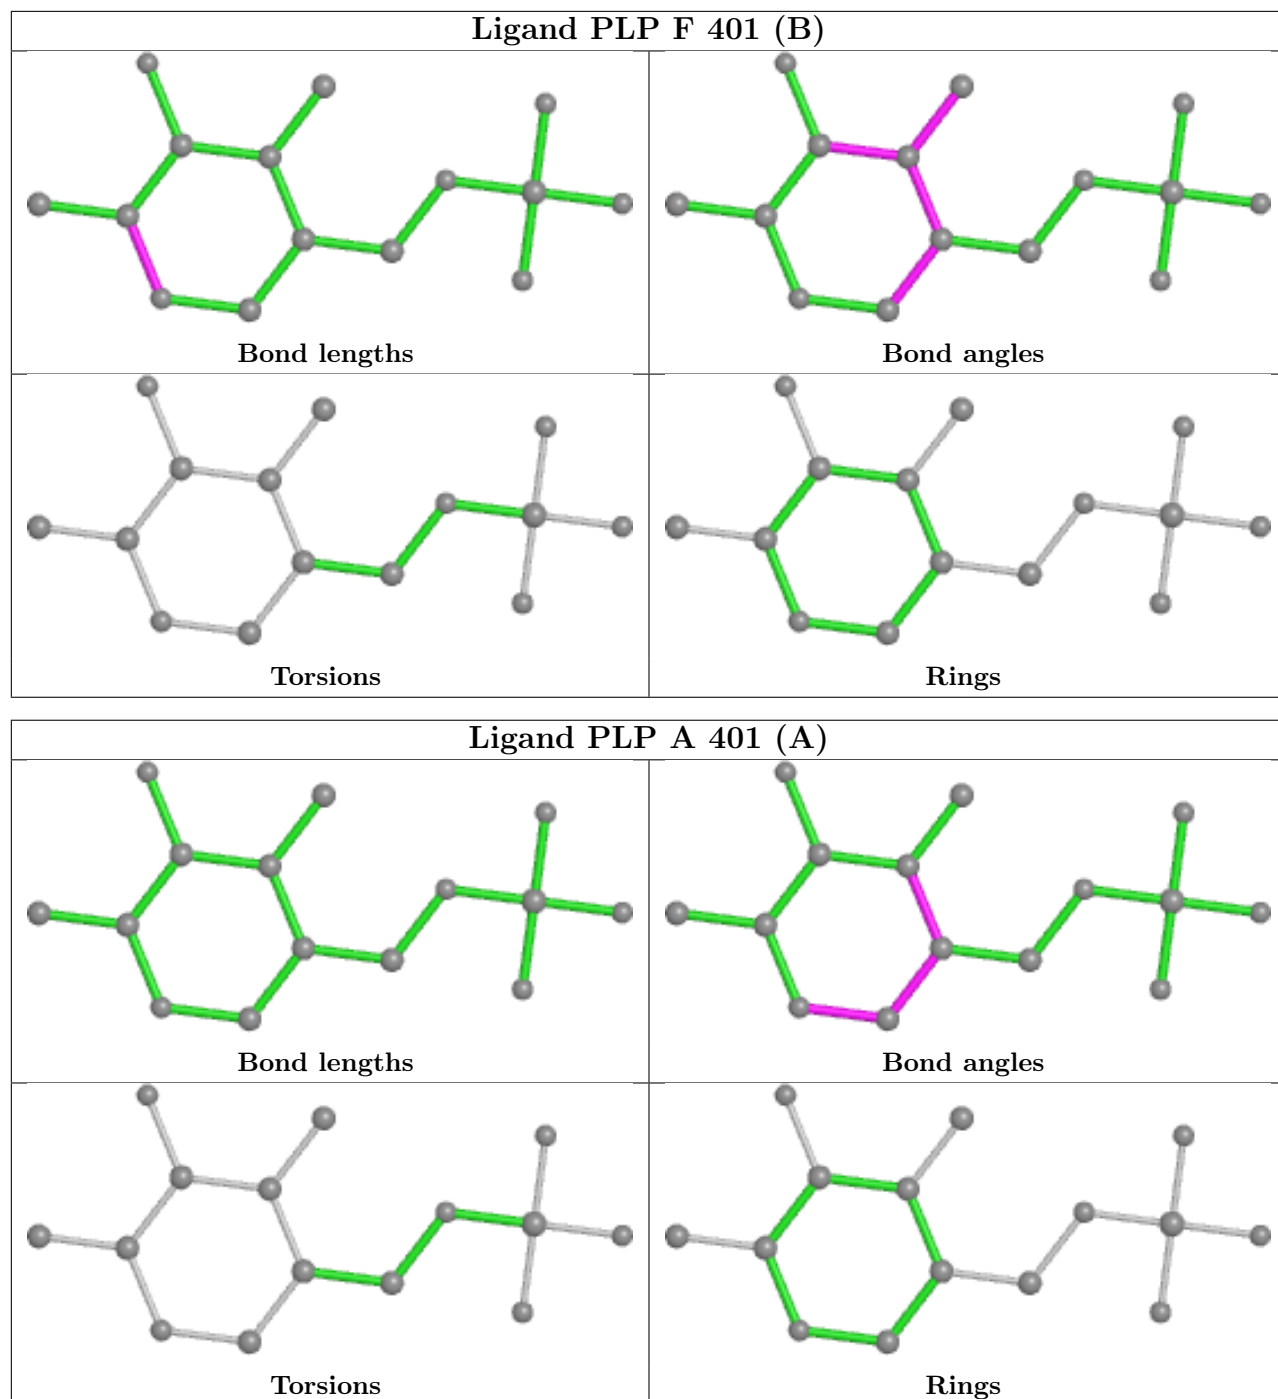 Ligand PLP F 401 (B)
Bond lengths
Bond angles
Torsions
Rings
Ligand PLP A 401 (A)
Bond lengths
Bond angles
Torsions
Rings